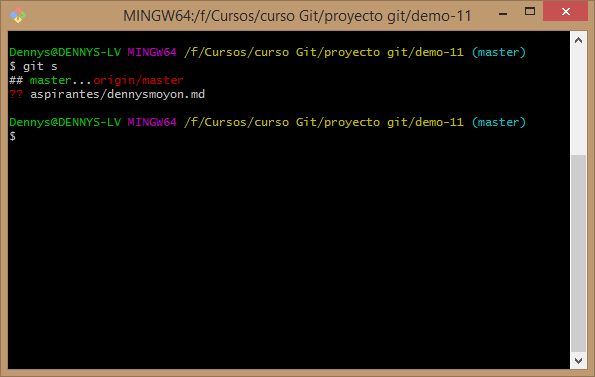 MINGW64:/f/Cursos/curso Git/proyecto git/demo-11
Dennys@DENNYS-LV MINGW64 /f/Cursos/curso Git/proyecto git/demo-11 (master)
$ git s
## master...origin/master
?? aspirantes/dennysmoyon.md
Dennys@DENNYS-LV MINGW64 /f/Cursos/curso Git/proyecto git/demo-11 (master)
$